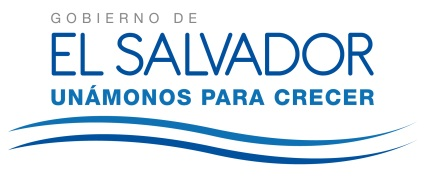 GOBIERNO DE
EL SALVADOR
UNÁMONOS PARA CRECER